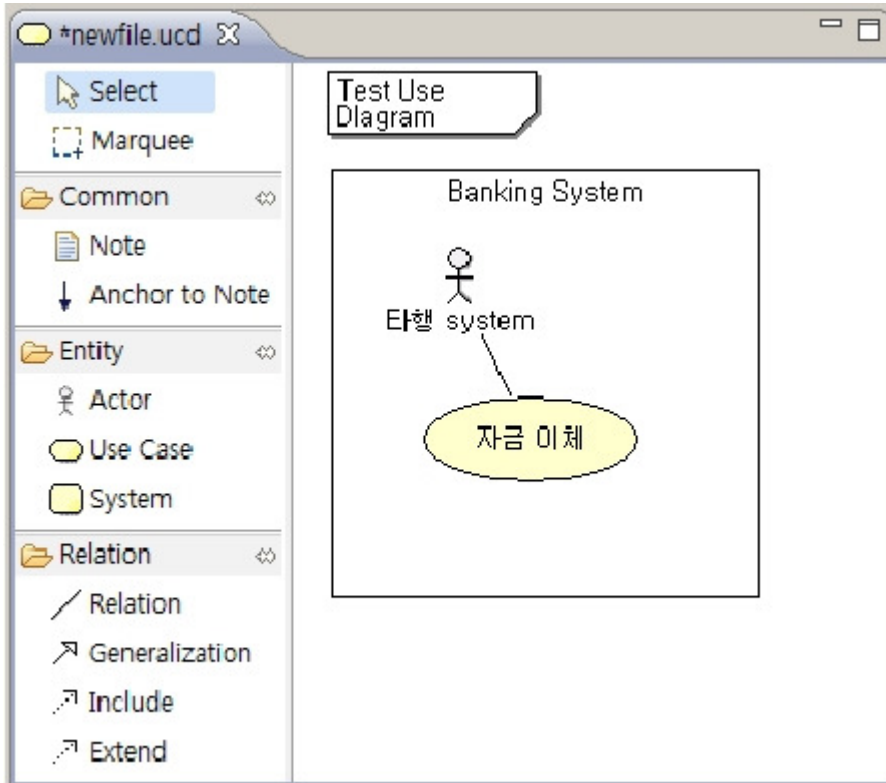 *newfile.ucd
Select
Marquee
Common
Note
Anchor to Note
Entity
Actor
Use Case
System
Relation
Relation
Generalization
Include
Extend
Test Use
DIagram
Banking System
타행 system
자금 이체